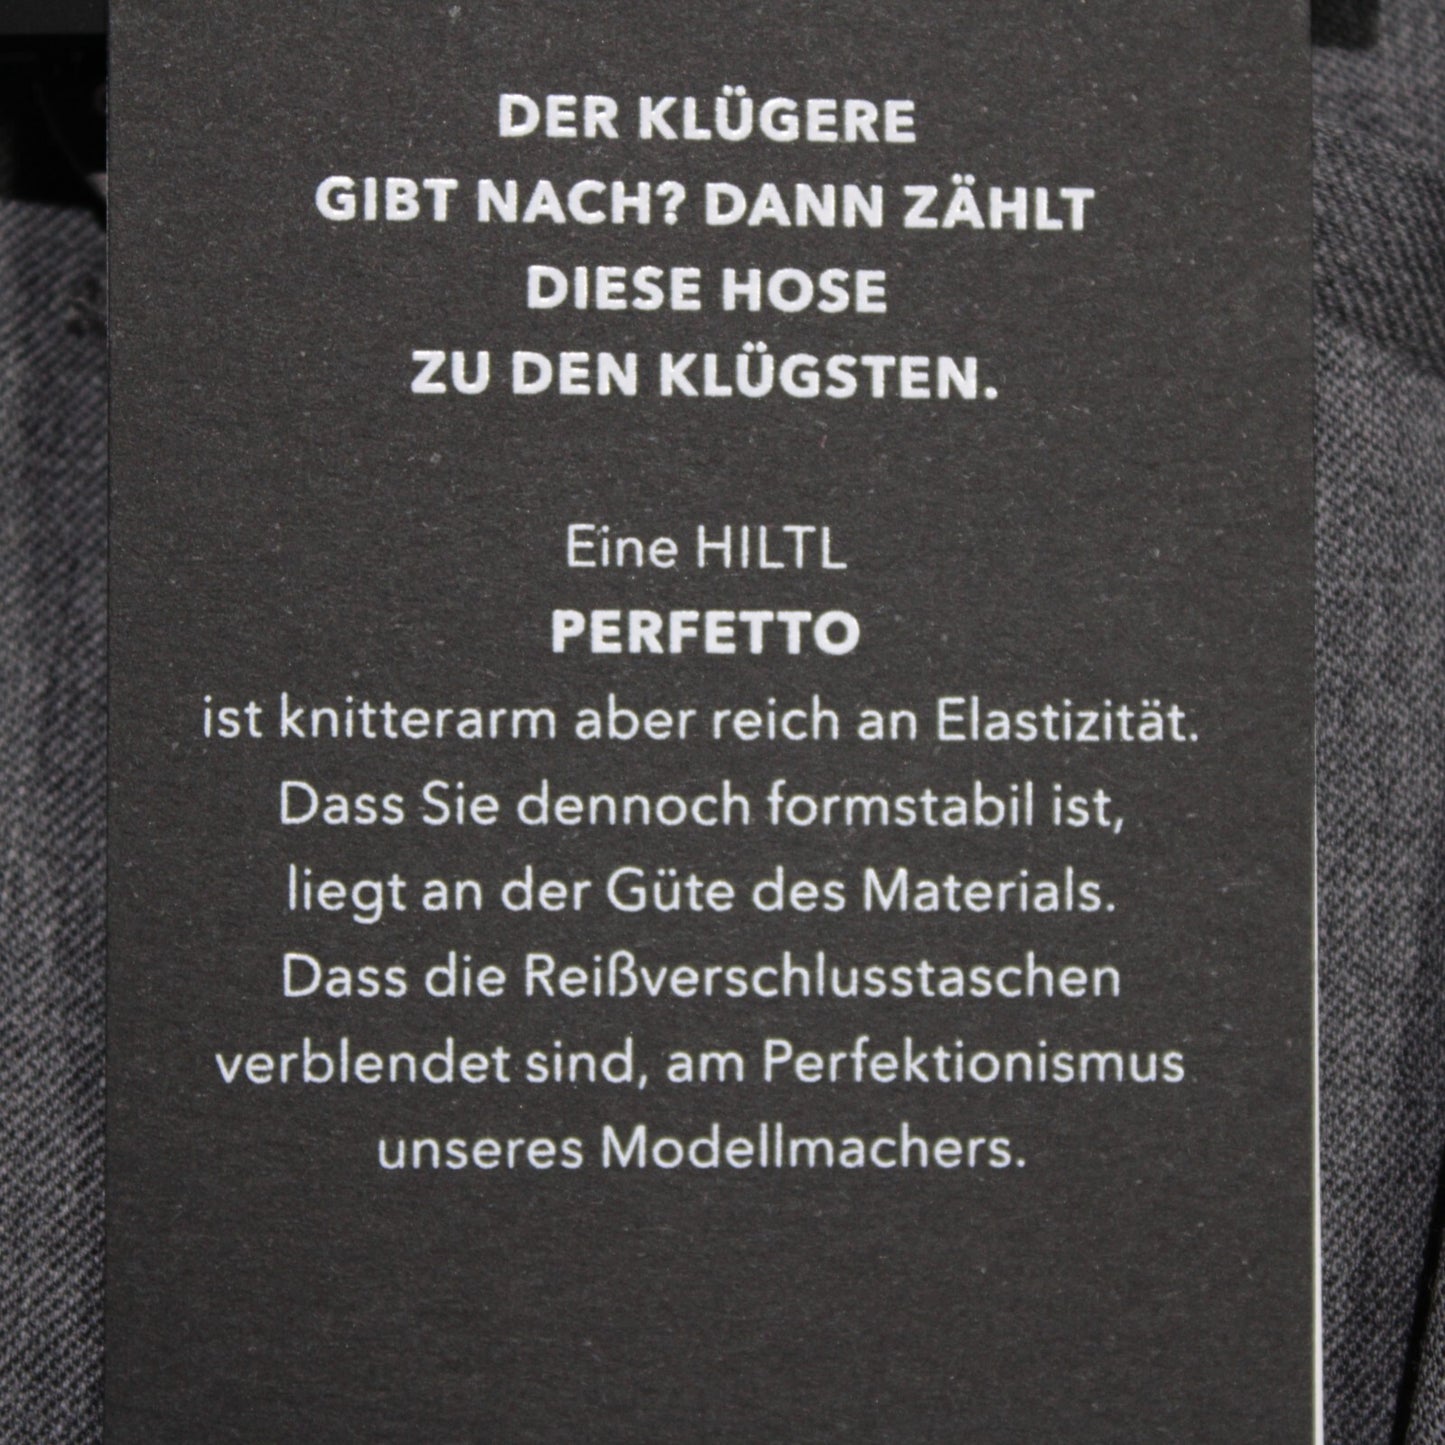 DER KLÜGERE
GIBT NACH? DANN ZÄHLT
DIESE HOSE
ZU DEN KLÜGSTEN.
Eine HILTL
PERFETTO
ist knitterarm aber reich an Elastizität.
Dass Sie dennoch formstabil ist,
liegt an der Güte des Materials.
Dass die Reißverschlusstaschen
verblendet sind, am Perfektionismus
unseres Modellmachers.